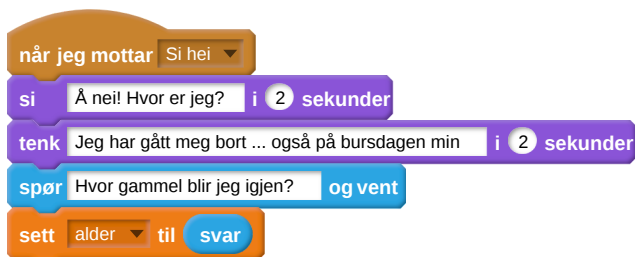 når jeg mottar Si hei
si Å nei! Hvor er jeg? i 2 sekunder
tenk Jeg har gått meg bort ... også på bursdagen min i 2 sekunder
spør Hvor gammel blir jeg igjen? og vent
sett alder til svar